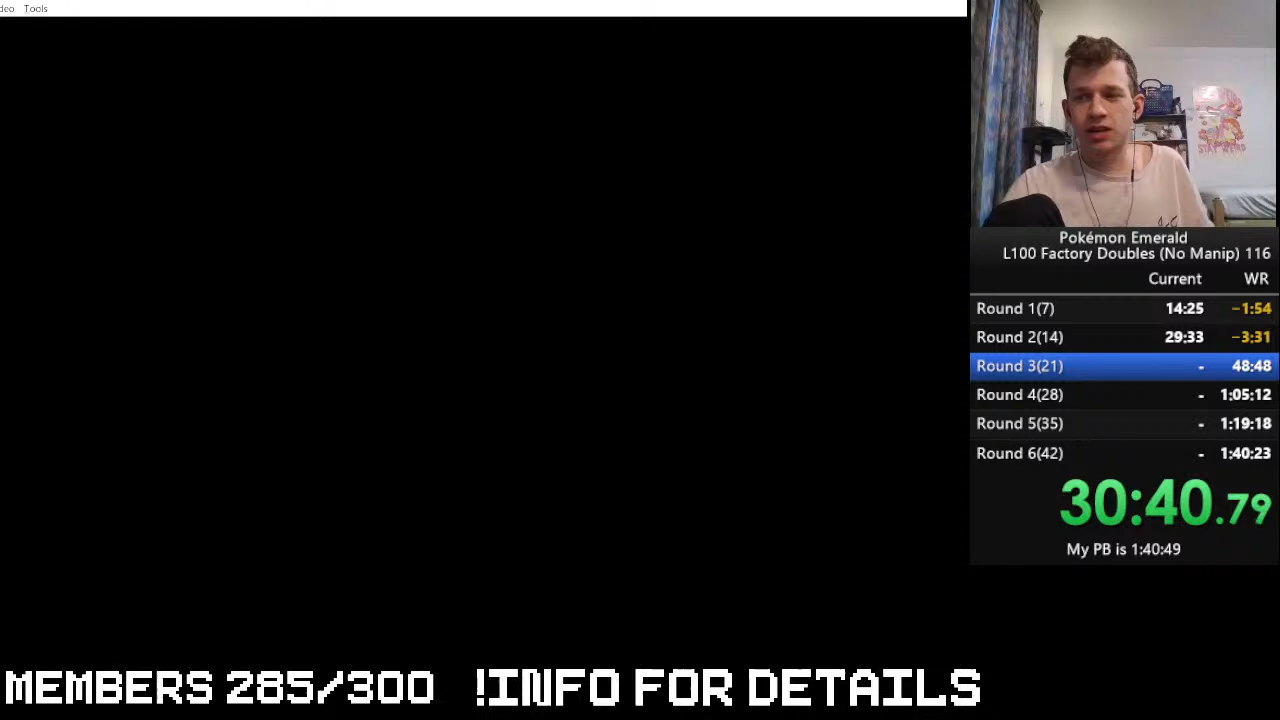 deo Tools
STAY WEIRD
Pokémon Emerald
L100 Factory Doubles (No Manip) 116
Current WR
Round 1(7) 14:25 −1:54
Round 2(14) 29:33 −3:31
Round 3(21) - 48:48
Round 4(28) - 1:05:12
Round 5(35) - 1:19:18
Round 6(42) - 1:40:23
30:40.79
My PB is 1:40:49
MEMBERS 285/300 !INFO FOR DETAILS